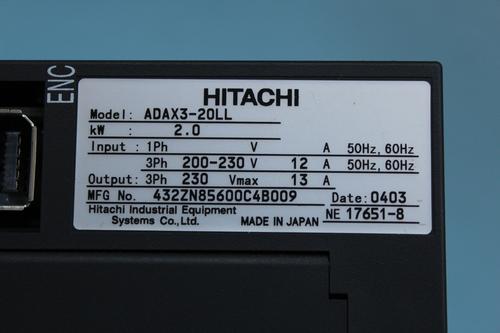 ENC
HITACHI
Model: ADAX3-20LL
kW : 2.0
Input : 1Ph V A 50Hz, 60Hz
3Ph 200-230 V 12 A 50Hz, 60Hz
Output: 3Ph 230 Vmax 13 A
MFG No. 432ZN85600C4B009 Date: 0403
Hitachi Industrial Equipment
Systems Co., Ltd. MADE IN JAPAN NE 17651-8